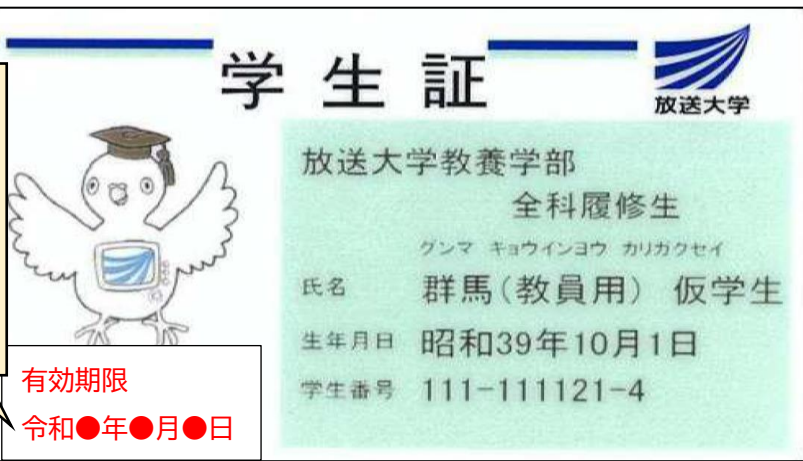 学生証
放送大学
放送大学教養学部
全科履修生
グンマ キョウインヨウ カリガクセイ
氏名 群馬(教員用) 仮学生
生年月日 昭和39年10月1日
学生番号 111-111121-4
有効期限
令和●年●月●日